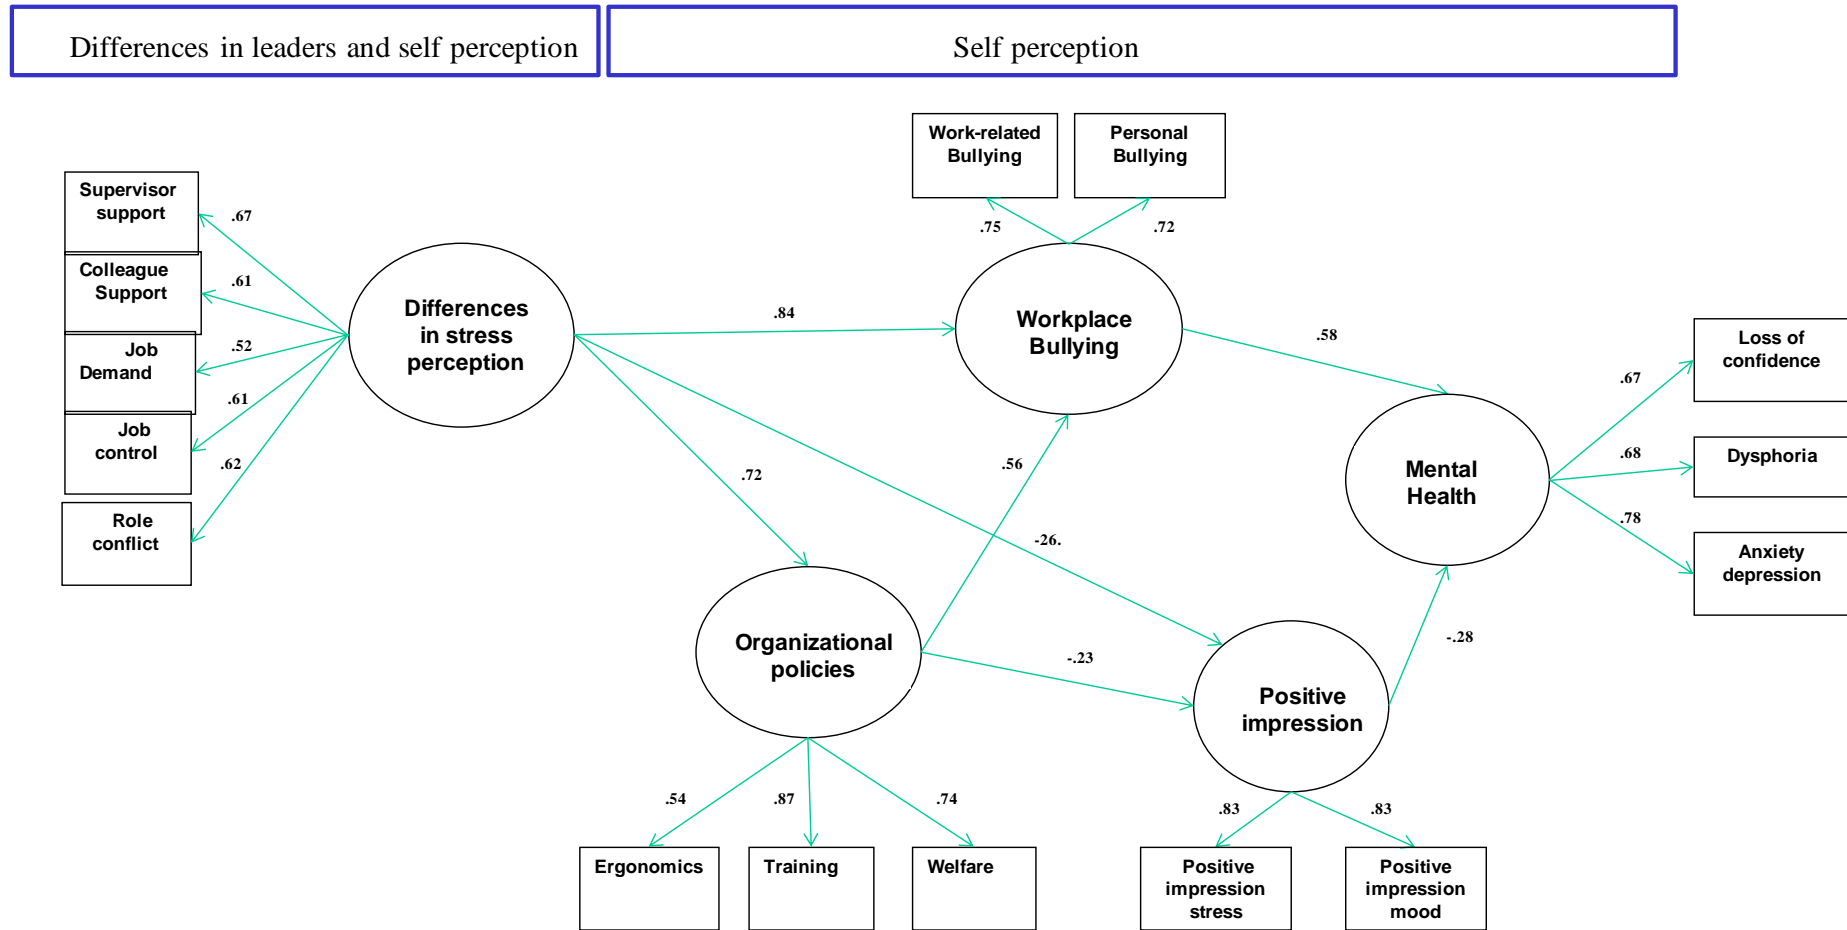 Differences in leaders and self perception
Self perception
Work-related
Bullying
Personal
Bullying
Supervisor
support
.67
.75
.72
Colleague
Support
.61
Differences
in stress
perception
.84
Workplace
Bullying
.58
Job
Demand
.52
Loss of
confidence
.67
Job
control
.61
.62
.72
.56
Mental
Health
.68
Dysphoria
Role
conflict
-26.
.78
Anxiety
depression
Organizational
policies
-.23
-.28
Positive
impression
.54
.87
.74
.83
.83
Ergonomics
Training
Welfare
Positive
impression
stress
Positive
impression
mood